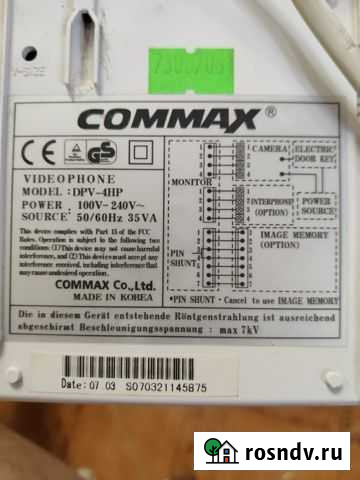 COMMAX®
VIDEOPHONE
MODEL: DPV-4HP
POWER , 100V-240V~
SOURCE 50/60Hz 35VA
This device complies with Part 15 of the FCC
Rules. Operation is subject to the following two
conditions: (1) This device may not cause harmful
interference, and (2) This device must accept any
interference received, including interference that
may cause undesired operation.
COMMAX Co., Ltd.
MADE IN KOREA
CAMERA
ELECTRIC
DOOR KEY
MONITOR
INTERPHONE
(OPTION)
POWER
SOURCE
IMAGE MEMORY
(OPTION)
PIN
SHUNT
•PIN SHUNT - Cancel to use IMAGE MEMORY
Die in diesem Gerät entstehende Röntgenstrahlung ist ausreichend
abgeschirmt Beschleunigungsspannung : max 7kV
Date: 07.03 S070321145875
rosndv.ru